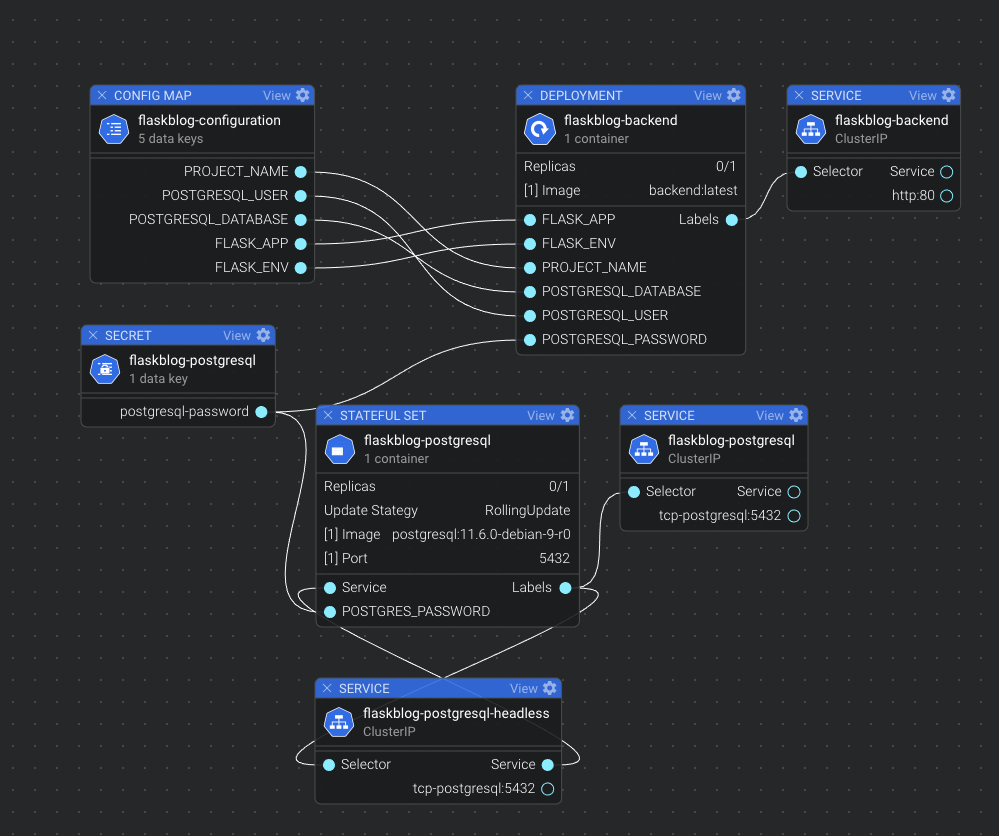 CONFIG MAP View
flaskblog-configuration
5 data keys
PROJECT_NAME
POSTGRESQL_USER
POSTGRESQL_DATABASE
FLASK_APP
FLASK_ENV
DEPLOYMENT View
flaskblog-backend
1 container
Replicas 0/1
[1] Image backend:latest
FLASK_APP Labels
FLASK_ENV
PROJECT_NAME
POSTGRESQL_DATABASE
POSTGRESQL_USER
POSTGRESQL_PASSWORD
SERVICE View
flaskblog-backend
ClusterIP
Selector Service
http:80
SECRET View
flaskblog-postgresql
1 data key
postgresql-password
STATEFUL SET View
flaskblog-postgresql
1 container
Replicas 0/1
Update Stategy RollingUpdate
[1] Image postgresql:11.6.0-debian-9-r0
[1] Port 5432
Service Labels
POSTGRES_PASSWORD
SERVICE View
flaskblog-postgresql
ClusterIP
Selector Service
tcp-postgresql:5432
SERVICE View
flaskblog-postgresql-headless
ClusterIP
Selector Service
tcp-postgresql:5432